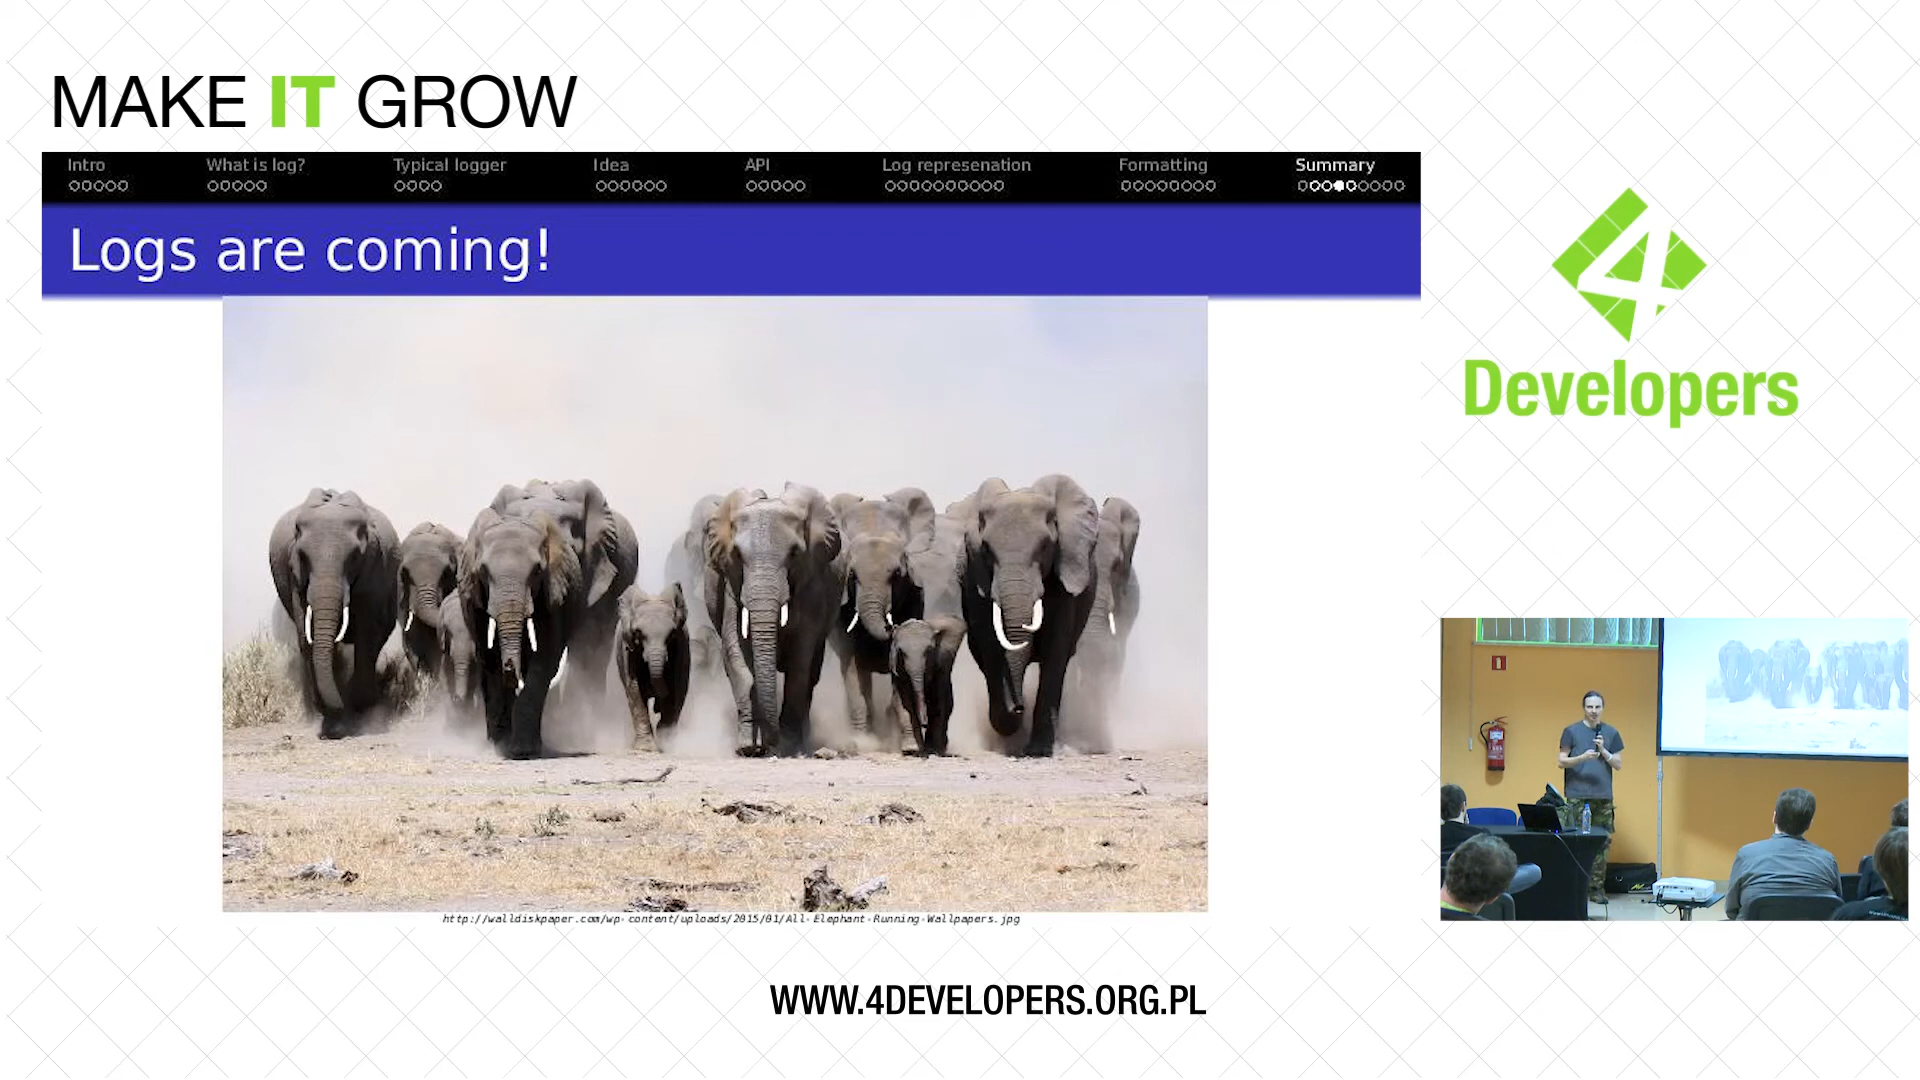 MAKE IT GROW
Intro What is log? Typical logger Idea API Log represenation Formatting Summary
Logs are coming!
4
Developers
http://walldiskpaper.com/wp-content/uploads/2015/01/All-Elephant-Running-Wallpapers.jpg
WWW.4DEVELOPERS.ORG.PL